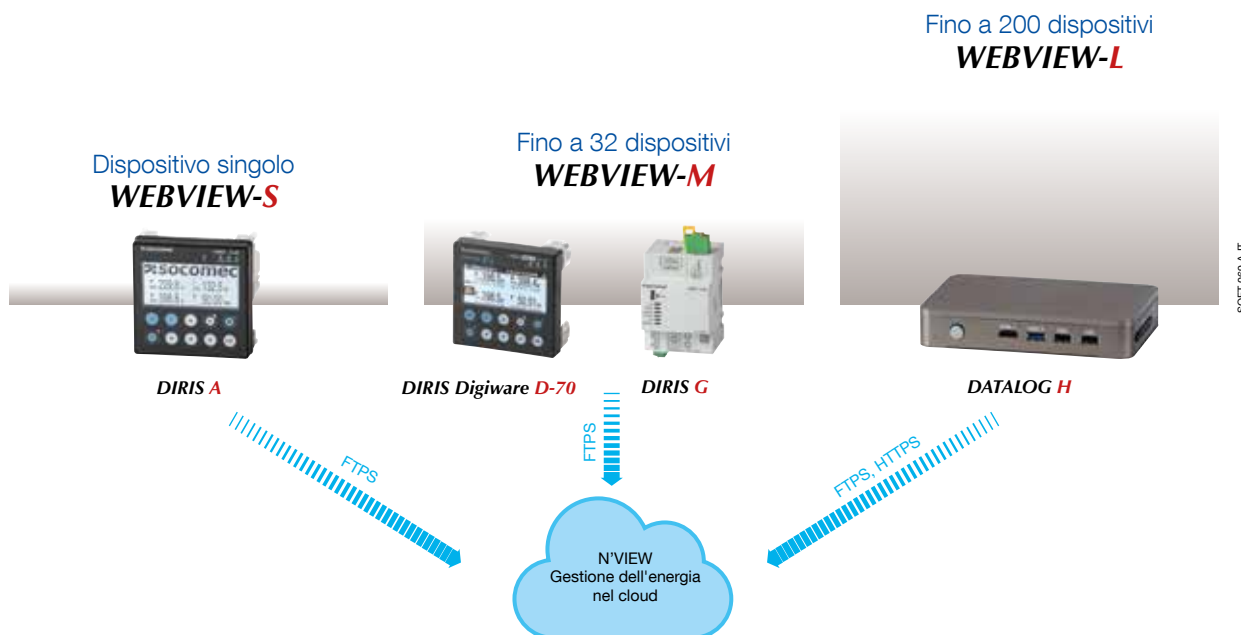 Fino a 200 dispositivi
WEBVIEW-L
Fino a 32 dispositivi
WEBVIEW-M
Dispositivo singolo
WEBVIEW-S
socomec
DIRIS A
DIRIS Digiware D-70
DIRIS G
DATALOG H
FTPS
FTPS
FTPS, HTTPS
N'VIEW
Gestione dell'energia
nel cloud